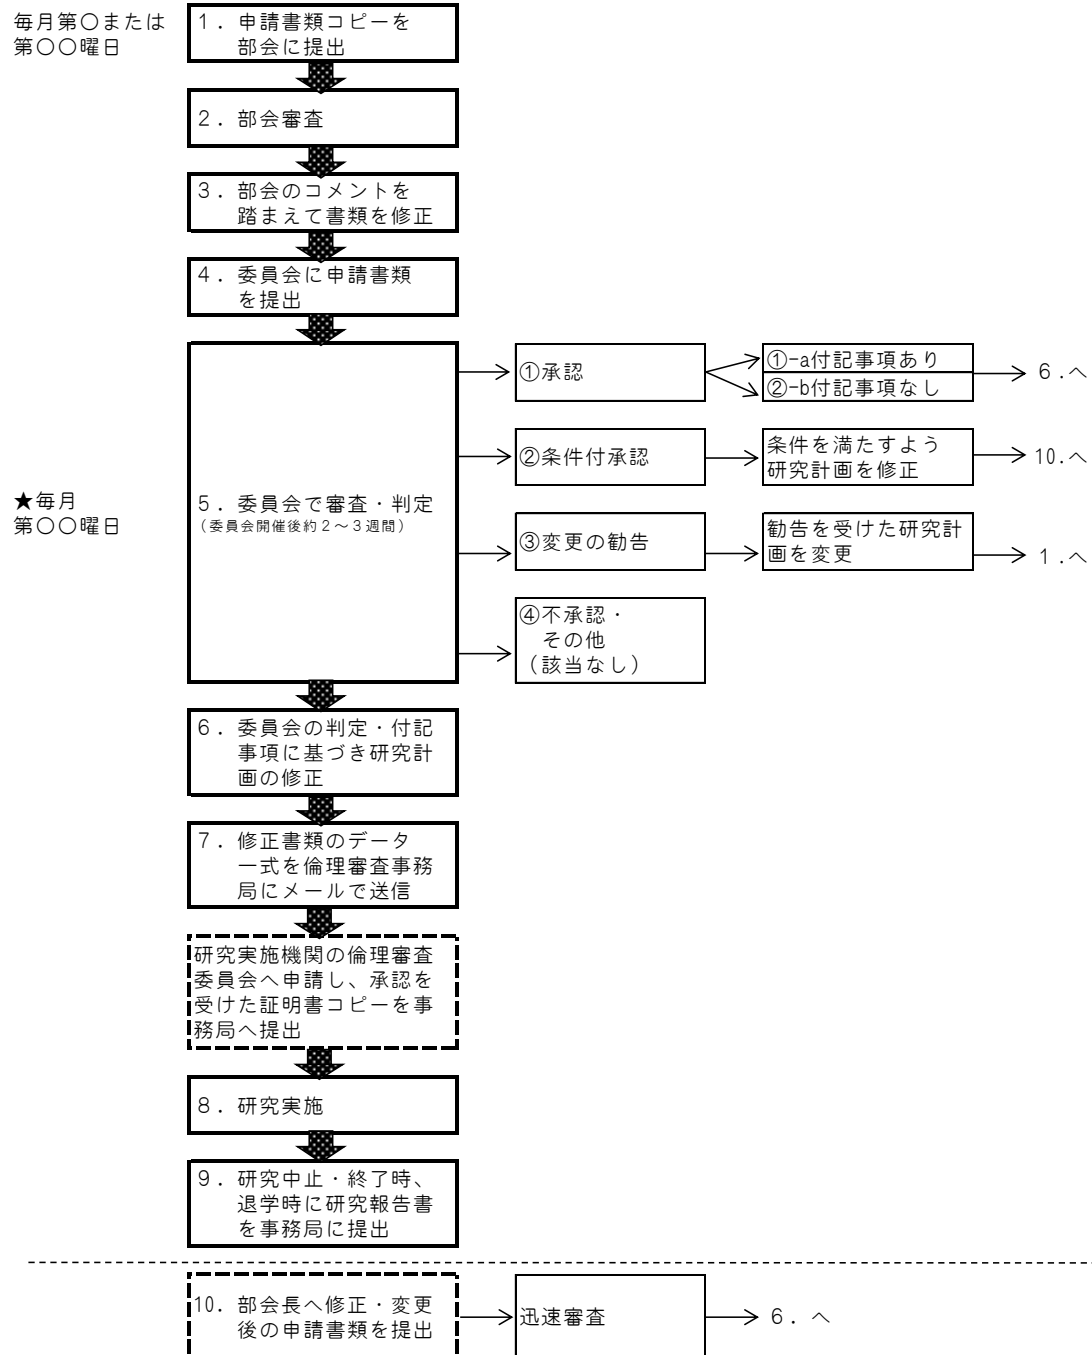 毎月第〇または
第〇〇曜日
１．申請書類コピーを
部会に提出
２．部会審査
３．部会のコメントを
踏まえて書類を修正
４．委員会に申請書類
を提出
★毎月
第〇〇曜日
５．委員会で審査・判定
（委員会開催後約２～３週間）
①承認
①-a付記事項あり
②-b付記事項なし
６.へ
②条件付承認
条件を満たすよう
研究計画を修正
10.へ
③変更の勧告
勧告を受けた研究計
画を変更
１.へ
④不承認・
その他
（該当なし）
６．委員会の判定・付記
事項に基づき研究計
画の修正
７．修正書類のデータ
一式を倫理審査事務
局にメールで送信
研究実施機関の倫理審査
委員会へ申請し、承認を
受けた証明書コピーを事
務局へ提出
８．研究実施
９．研究中止・終了時、
退学時に研究報告書
を事務局に提出
10．部会長へ修正・変更
後の申請書類を提出
迅速審査
６．へ